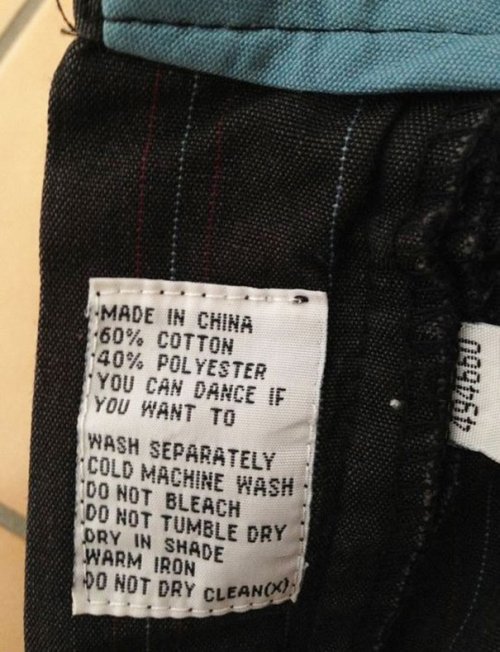 MADE IN CHINA
60% COTTON
40% POLYESTER
YOU CAN DANCE IF
YOU WANT TO
WASH SEPARATELY
COLD MACHINE WASH
DO NOT BLEACH
DO NOT TUMBLE DRY
DRY IN SHADE
WARM IRON
DO NOT DRY CLEAN(X)